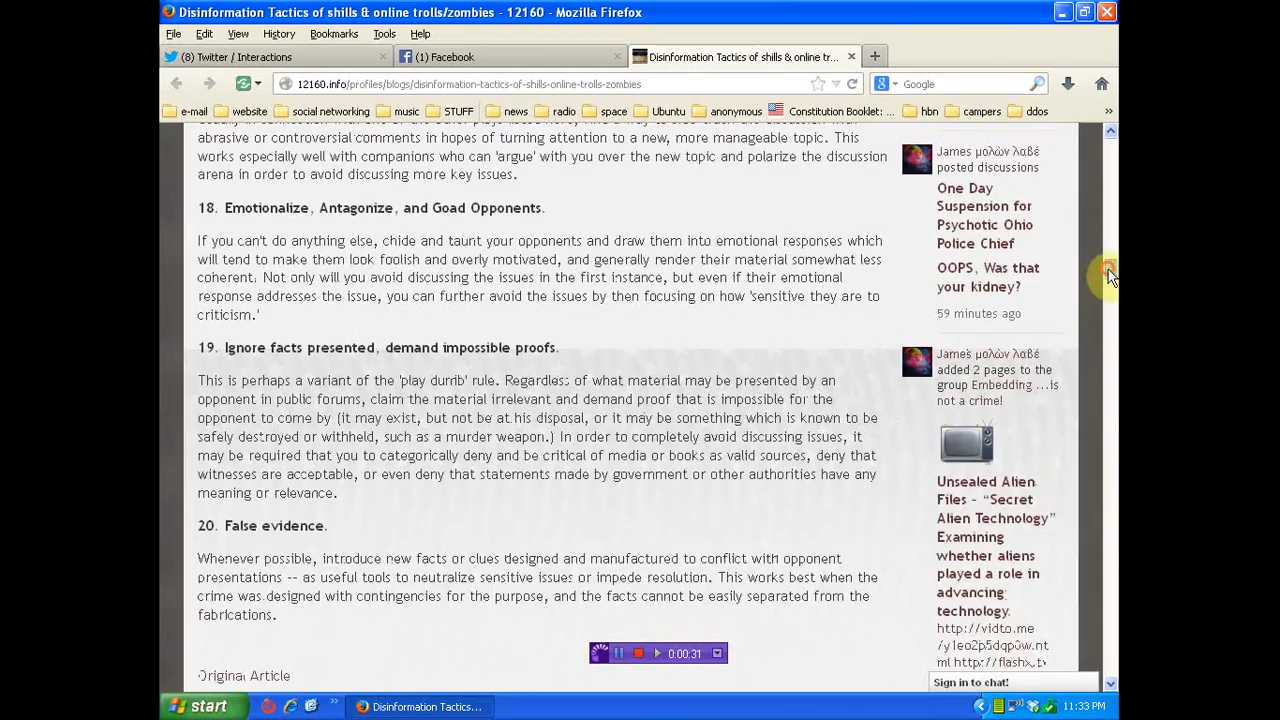 Disinformation Tactics of shills & online trolls/zombies - 12160 - Mozilla Firefox
File Edit View History Bookmarks Tools Help
(8) Twitter / Interactions
(1) Facebook
Disinformation Tactics of shills & online tr...
12160.info/profiles/blogs/disinformation-tactics-of-shills-online-trolls-zombies
Google
e-mail website social networking music STUFF news radio space Ubuntu anonymous Constitution Booklet: ... hbn campers ddos »
abrasive or controversial comments in hopes of turning attention to a new, more manageable topic. This
works especially well with companions who can 'argue' with you over the new topic and polarize the discussion
arena in order to avoid discussing more key issues.
18. Emotionalize, Antagonize, and Goad Opponents.
If you can't do anything else, chide and taunt your opponents and draw them into emotional responses which
will tend to make them look foolish and overly motivated, and generally render their material somewhat less
coherent. Not only will you avoid discussing the issues in the first instance, but even if their emotional
response addresses the issue, you can further avoid the issues by then focusing on how 'sensitive they are to
criticism.'
19. Ignore facts presented, demand impossible proofs.
This is perhaps a variant of the 'play dumb' rule. Regardless of what material may be presented by an
opponent in public forums, claim the material irrelevant and demand proof that is impossible for the
opponent to come by (it may exist, but not be at his disposal, or it may be something which is known to be
safely destroyed or withheld, such as a murder weapon.) In order to completely avoid discussing issues, it
may be required that you to categorically deny and be critical of media or books as valid sources, deny that
witnesses are acceptable, or even deny that statements made by government or other authorities have any
meaning or relevance.
20. False evidence.
Whenever possible, introduce new facts or clues designed and manufactured to conflict with opponent
presentations -- as useful tools to neutralize sensitive issues or impede resolution. This works best when the
crime was designed with contingencies for the purpose, and the facts cannot be easily separated from the
fabrications.
Original Article
James μολὼν λαβέ
posted discussions
One Day
Suspension for
Psychotic Ohio
Police Chief
OOPS, Was that
your kidney?
59 minutes ago
James μολὼν λαβέ
added 2 pages to the
group Embedding ...is
not a crime!
Unsealed Alien
Files - “Secret
Alien Technology”
Examining
whether aliens
played a role in
advancing
technology.
http://vidto.me
/y1eo2p5dqp0w.ht
ml http://flashx.tv
0:00:31
Sign in to chat!
start
Disinformation Tactics...
11:33 PM